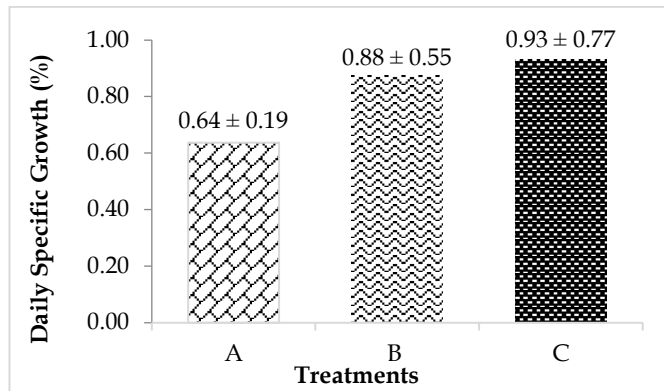 Daily Specific Growth (%)
1.00
0.80
0.60
0.40
0.20
0.00
0.64 ± 0.19
0.88 ± 0.55
0.93 ± 0.77
A
B
C
Treatments